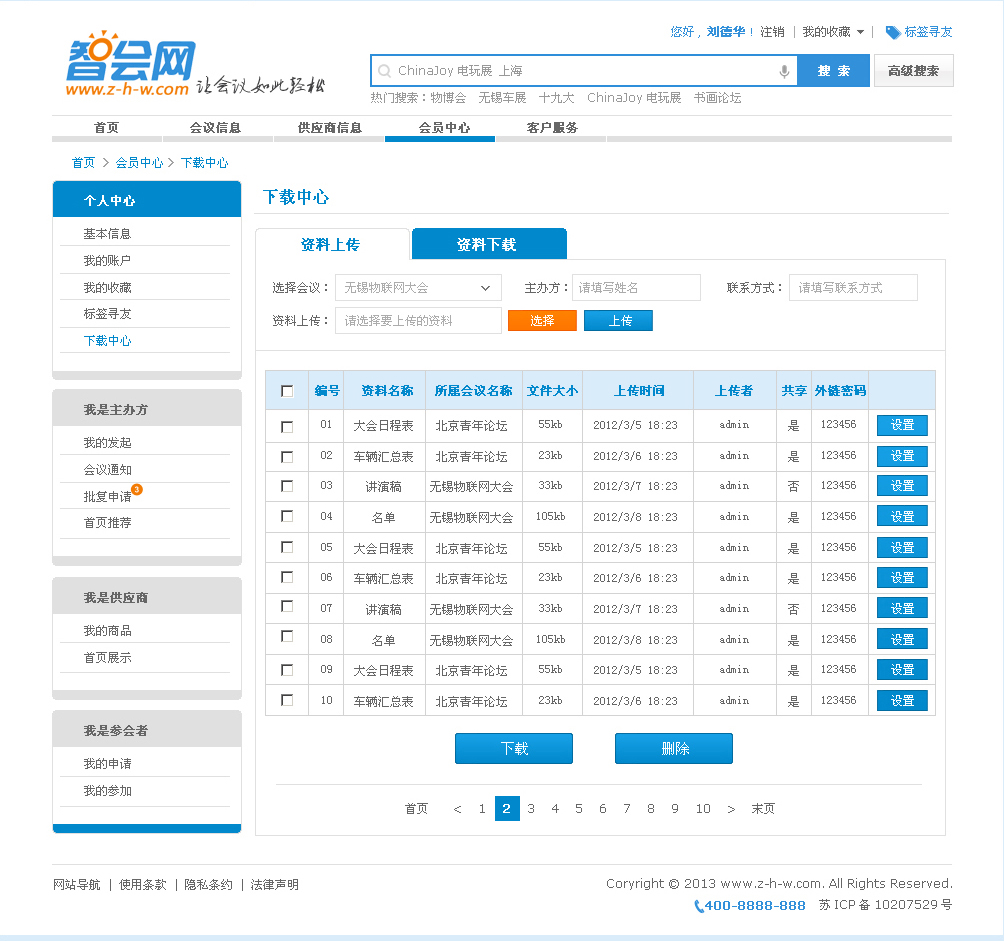 您好，刘德华！ 注销 | 我的收藏 | 标签寻友
智会网
www.z-h-w.com 让会议如此轻松
ChinaJoy 电玩展 上海 搜 索 高级搜索
热门搜索：物博会 无锡车展 十九大 ChinaJoy 电玩展 书画论坛
首页 会议信息 供应商信息 会员中心 客户服务
首页 > 会员中心 > 下载中心
个人中心
基本信息
我的账户
我的收藏
标签寻友
下载中心
我是主办方
我的发起
会议通知
批复申请 3
首页推荐
我是供应商
我的商品
首页展示
我是参会者
我的申请
我的参加
下载中心
资料上传 资料下载
选择会议： 无锡物联网大会 主办方： 请填写姓名 联系方式： 请填写联系方式
资料上传： 请选择要上传的资料 选择 上传
编号 资料名称 所属会议名称 文件大小 上传时间 上传者 共享 外链密码
01 大会日程表 北京青年论坛 55kb 2012/3/5 18:23 admin 是 123456 设置
02 车辆汇总表 北京青年论坛 23kb 2012/3/6 18:23 admin 是 123456 设置
03 讲演稿 无锡物联网大会 33kb 2012/3/7 18:23 admin 否 123456 设置
04 名单 无锡物联网大会 105kb 2012/3/8 18:23 admin 是 123456 设置
05 大会日程表 北京青年论坛 55kb 2012/3/5 18:23 admin 是 123456 设置
06 车辆汇总表 北京青年论坛 23kb 2012/3/6 18:23 admin 是 123456 设置
07 讲演稿 无锡物联网大会 33kb 2012/3/7 18:23 admin 否 123456 设置
08 名单 无锡物联网大会 105kb 2012/3/8 18:23 admin 是 123456 设置
09 大会日程表 北京青年论坛 55kb 2012/3/5 18:23 admin 是 123456 设置
10 车辆汇总表 北京青年论坛 23kb 2012/3/6 18:23 admin 是 123456 设置
下载 删除
首页 < 1 2 3 4 5 6 7 8 9 10 > 末页
网站导航 | 使用条款 | 隐私条约 | 法律声明
Coryright © 2013 www.z-h-w.com. All Rights Reserved.
400-8888-888 苏 ICP 备 10207529 号